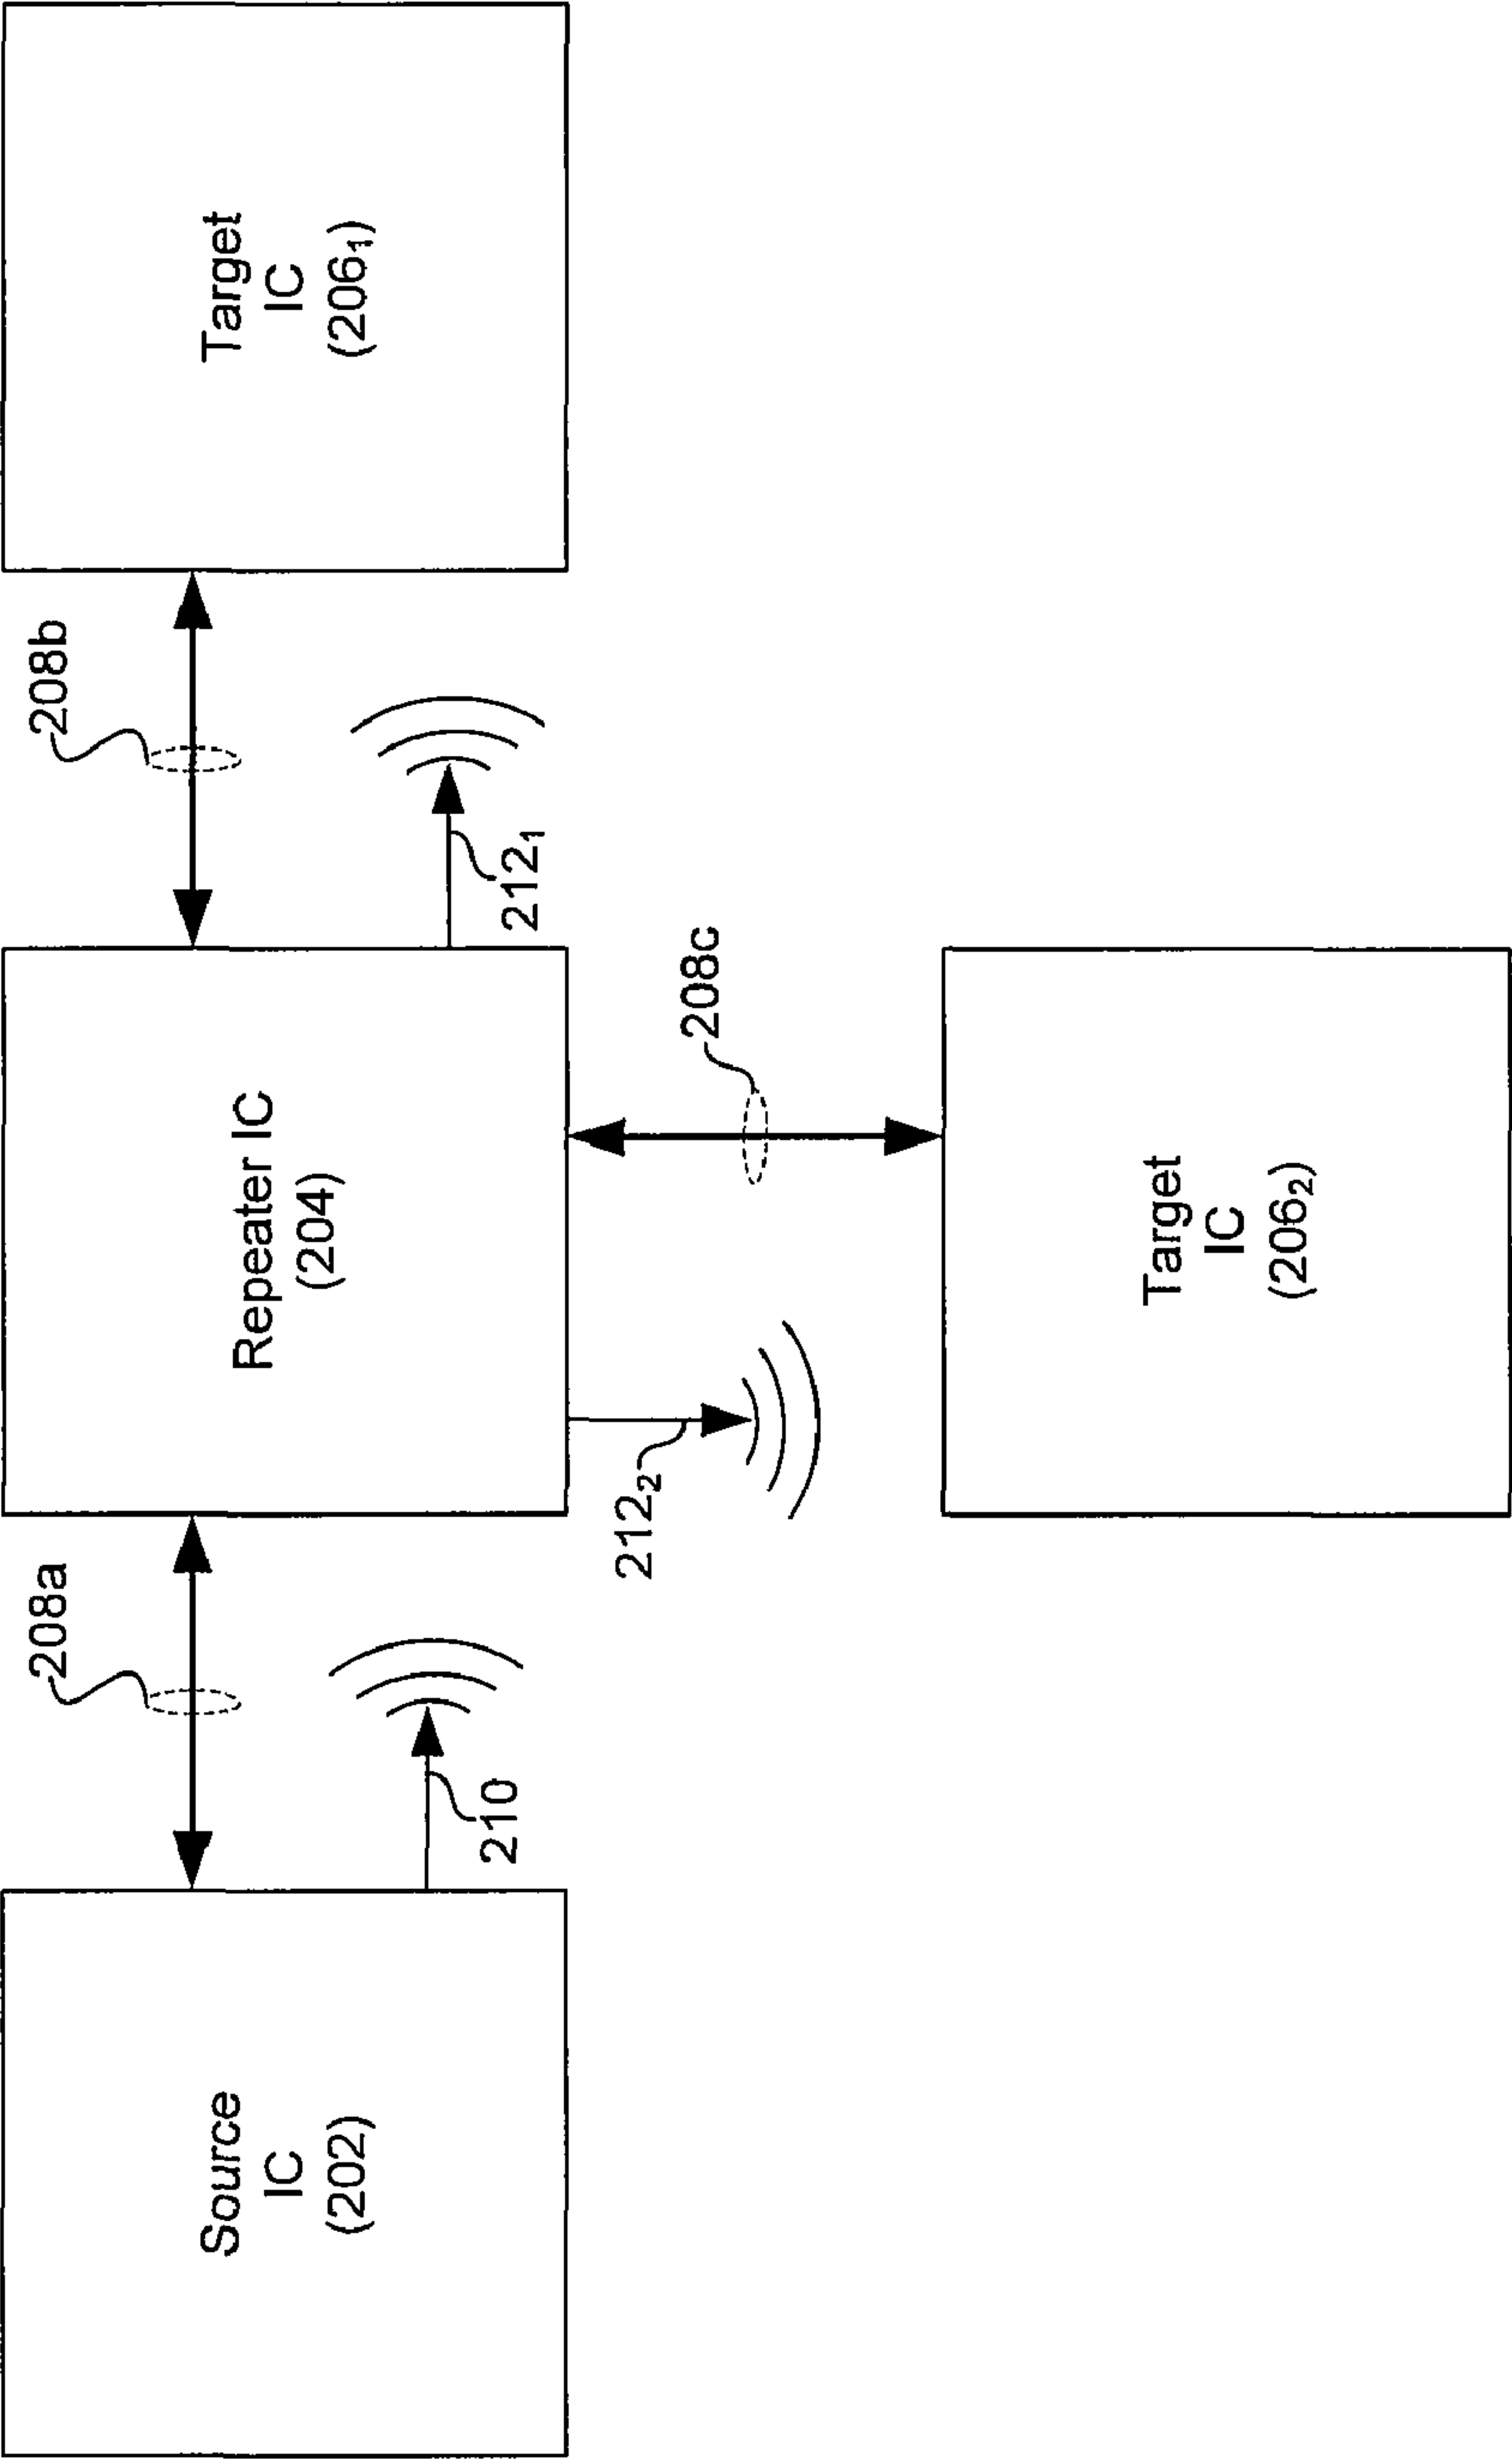 208a
208b
Source
IC
(202)
Repeater IC
(204)
Target
IC
(206₁)
210
212₁
212₂
208c
Target
IC
(206₂)